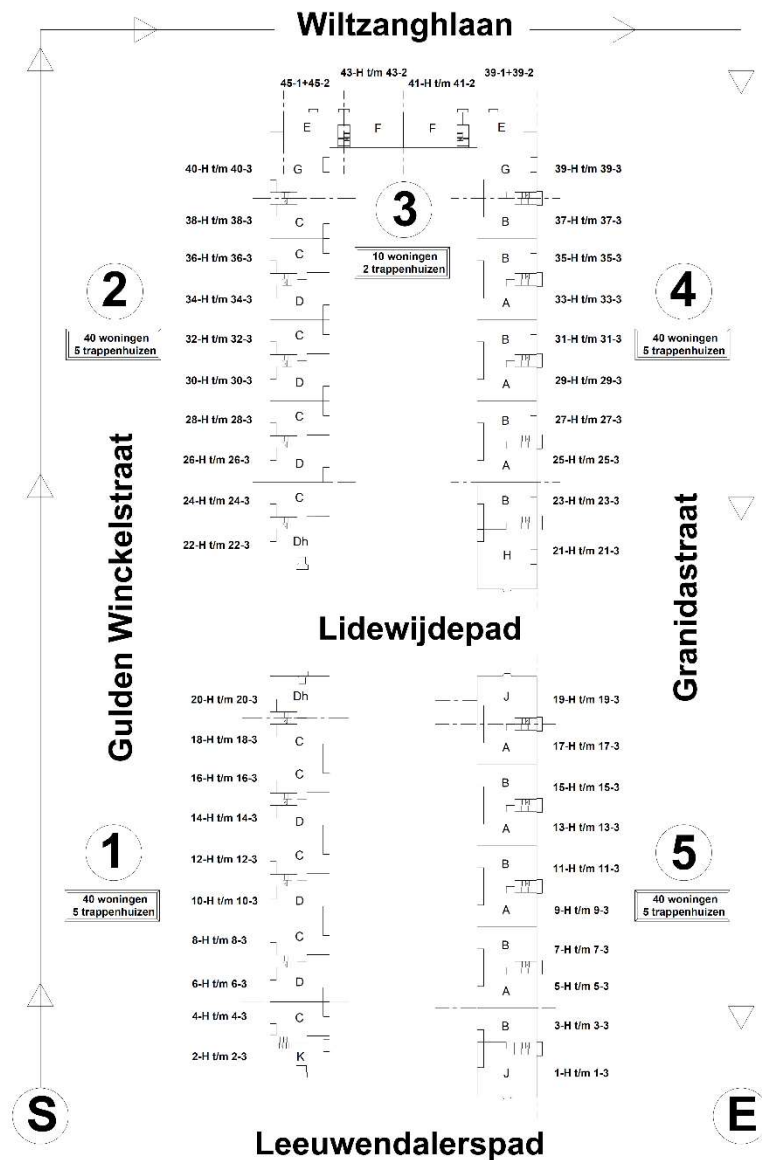 Wiltzanghlaan
45-1+45-2
43-H t/m 43-2
41-H t/m 41-2
39-1+39-2
E
F
F
E
40-H t/m 40-3
G
G
39-H t/m 39-3
3
38-H t/m 38-3
C
B
37-H t/m 37-3
10 woningen
2 trappenhuizen
36-H t/m 36-3
C
B
35-H t/m 35-3
2
4
34-H t/m 34-3
D
A
33-H t/m 33-3
40 woningen
5 trappenhuizen
32-H t/m 32-3
C
B
31-H t/m 31-3
40 woningen
5 trappenhuizen
30-H t/m 30-3
D
A
29-H t/m 29-3
28-H t/m 28-3
C
B
27-H t/m 27-3
26-H t/m 26-3
D
A
25-H t/m 25-3
24-H t/m 24-3
C
B
23-H t/m 23-3
22-H t/m 22-3
Dh
H
21-H t/m 21-3
Gulden Winckelstraat
Lidewijdepad
Granidastraat
20-H t/m 20-3
Dh
J
19-H t/m 19-3
18-H t/m 18-3
C
A
17-H t/m 17-3
16-H t/m 16-3
C
B
15-H t/m 15-3
14-H t/m 14-3
D
A
13-H t/m 13-3
1
5
12-H t/m 12-3
C
B
11-H t/m 11-3
40 woningen
5 trappenhuizen
10-H t/m 10-3
D
A
9-H t/m 9-3
40 woningen
5 trappenhuizen
8-H t/m 8-3
C
B
7-H t/m 7-3
6-H t/m 6-3
D
A
5-H t/m 5-3
4-H t/m 4-3
C
B
3-H t/m 3-3
2-H t/m 2-3
K
J
1-H t/m 1-3
S
E
Leeuwendalerspad